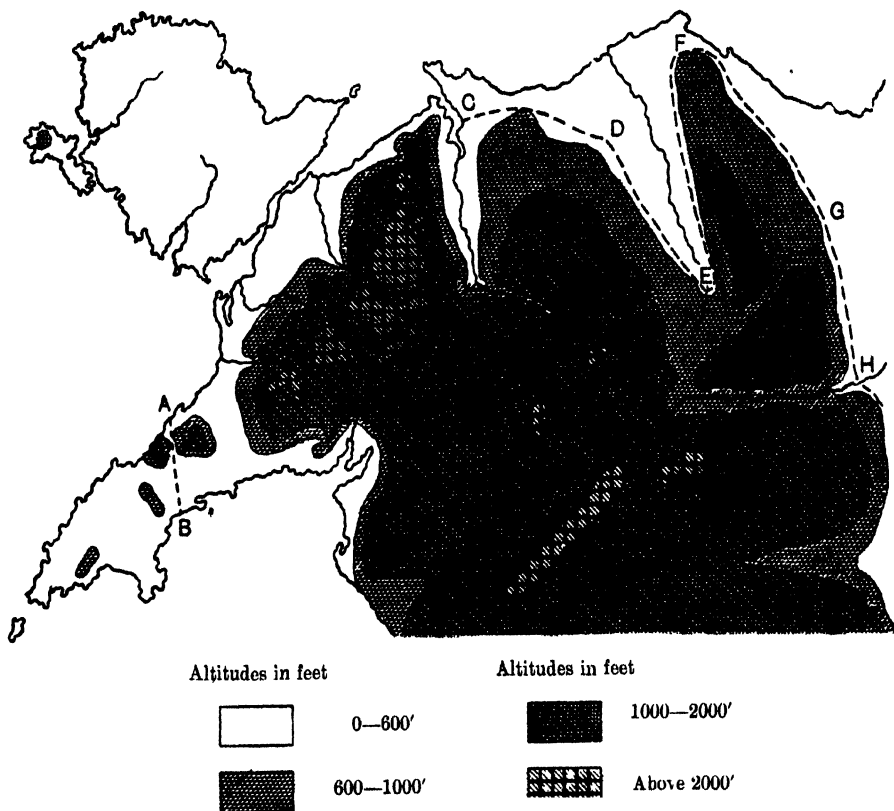 F
C
D
G
E
H
A
B
Altitudes in feet
Altitudes in feet
0—600'
1000—2000'
600—1000'
Above 2000'